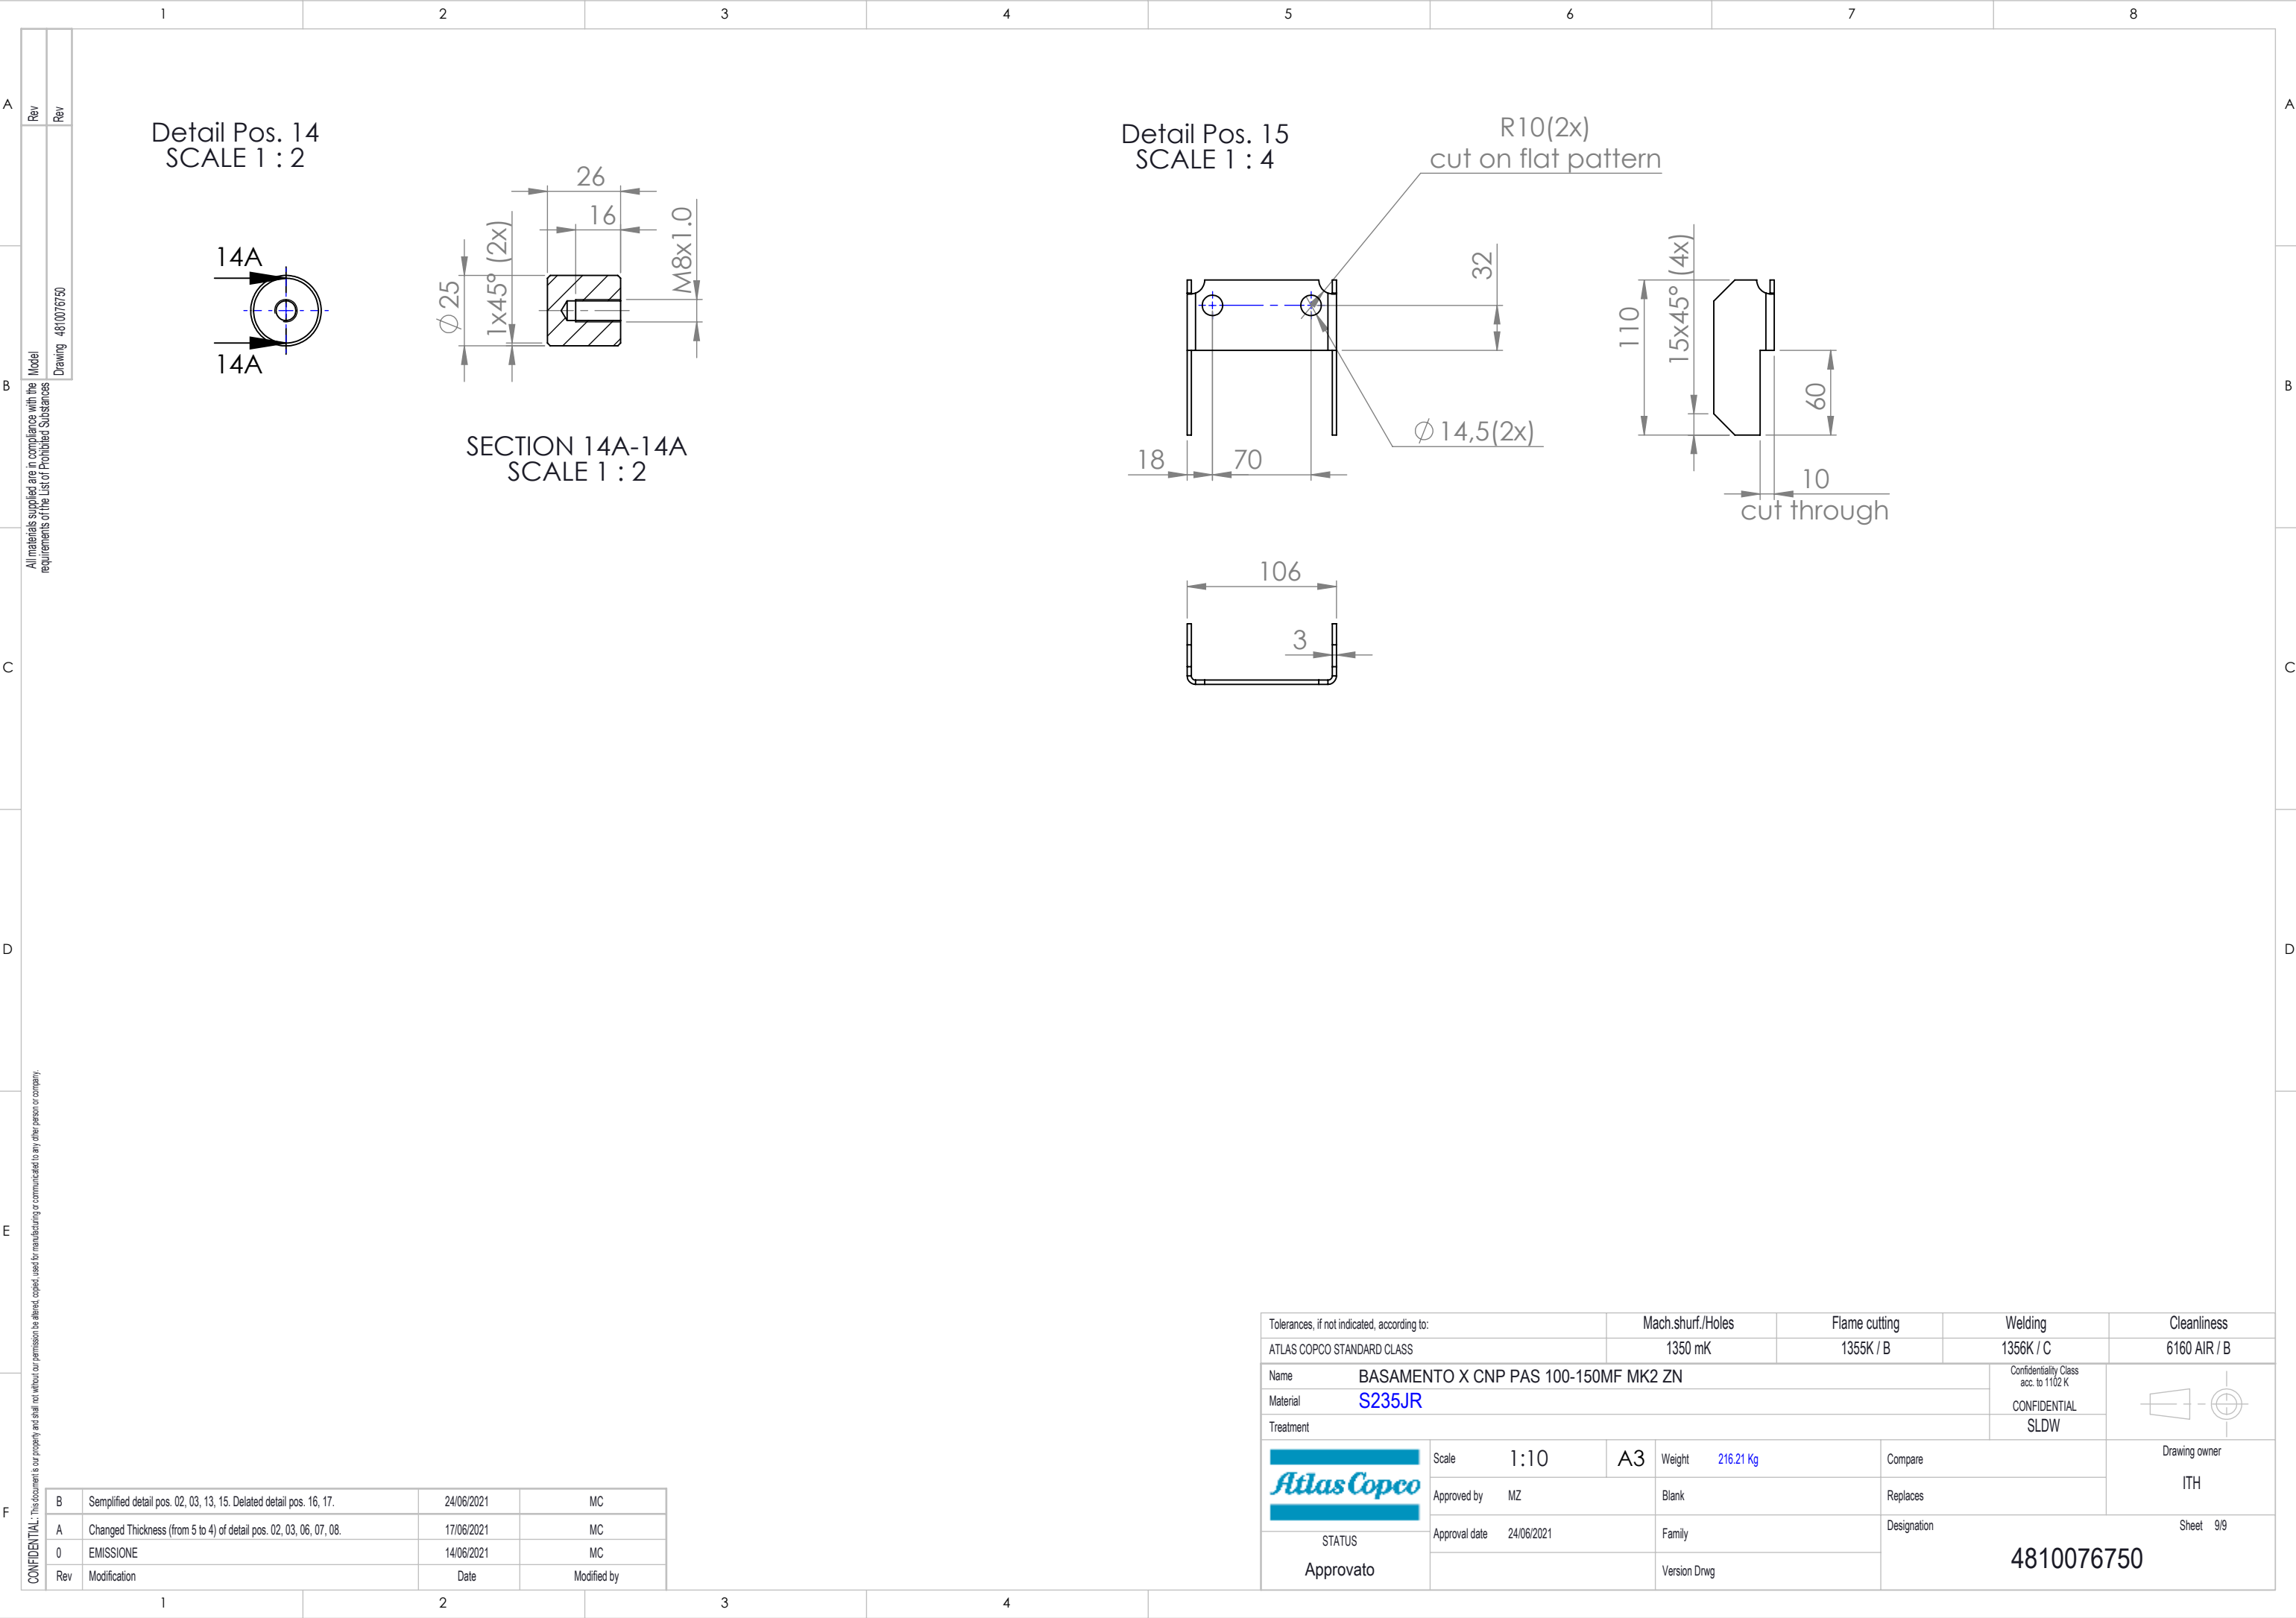 1 2 3 4 5 6 7 8
A A
B B
C C
D D
E E
F
Rev
Rev
Model
Drawing 4810076750
All materials supplied are in compliance with the
requirements of the List of Prohibited Substances
CONFIDENTIAL: This document is our property and shall not without our permission be altered, copied, used for manufacturing or communicated to any other person or company.
Detail Pos. 14
SCALE 1 : 2
14A
14A
26
16
Ø 25
1x45° (2x)
M8x1.0
SECTION 14A-14A
SCALE 1 : 2
Detail Pos. 15
SCALE 1 : 4
R10(2x)
cut on flat pattern
32
Ø 14,5(2x)
18 70
110
15x45° (4x)
60
10
cut through
106
3
B Semplified detail pos. 02, 03, 13, 15. Delated detail pos. 16, 17. 24/06/2021 MC
A Changed Thickness (from 5 to 4) of detail pos. 02, 03, 06, 07, 08. 17/06/2021 MC
0 EMISSIONE 14/06/2021 MC
Rev Modification Date Modified by
Tolerances, if not indicated, according to: Mach.shurf./Holes Flame cutting Welding Cleanliness
ATLAS COPCO STANDARD CLASS 1350 mK 1355K / B 1356K / C 6160 AIR / B
Name BASAMENTO X CNP PAS 100-150MF MK2 ZN
Material S235JR
Treatment
Confidentiality Class
acc. to 1102 K
CONFIDENTIAL
SLDW
Atlas Copco
STATUS
Approvato
Scale 1:10 A3 Weight 216.21 Kg Compare
Approved by MZ Blank Replaces
Approval date 24/06/2021 Family
Version Drwg
Drawing owner
ITH
Designation Sheet 9/9
4810076750
1 2 3 4